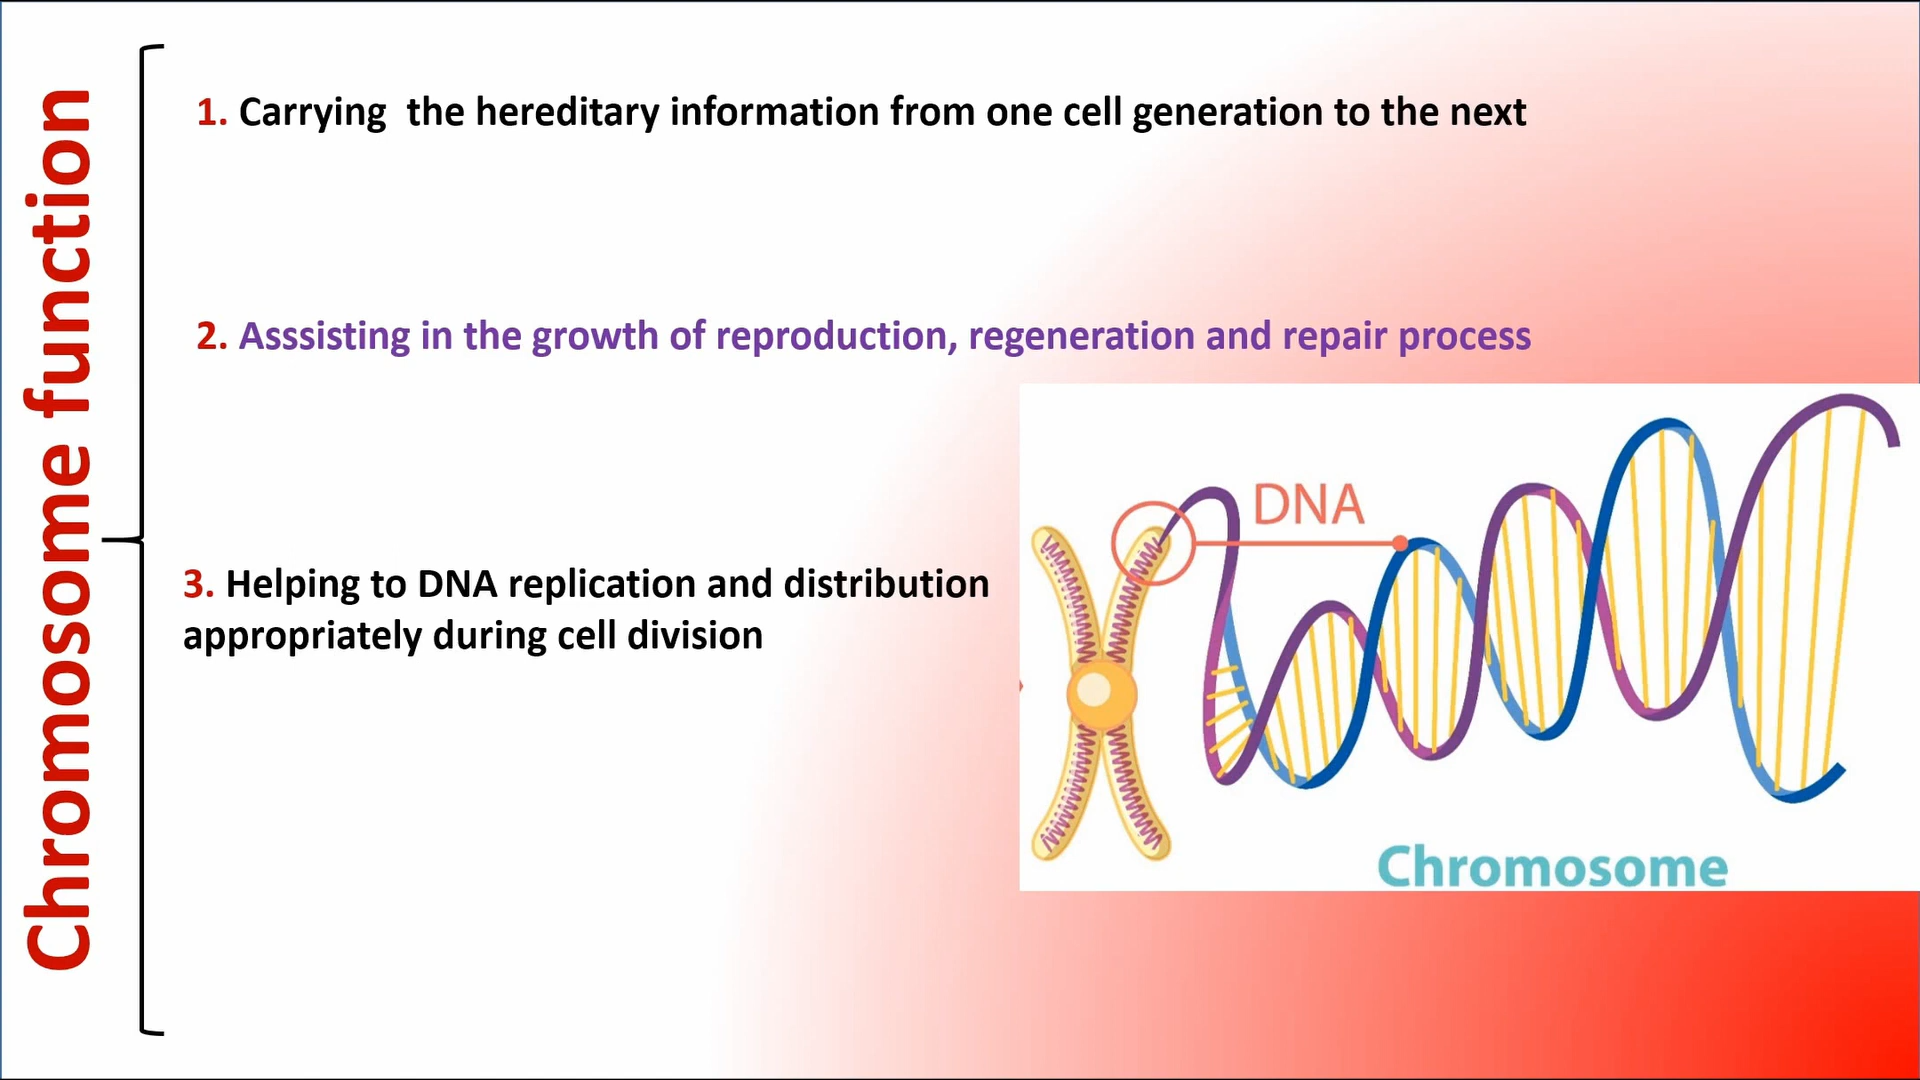 Chromosome function
1. Carrying  the hereditary information from one cell generation to the next
2. Asssisting in the growth of reproduction, regeneration and repair process
3. Helping to DNA replication and distribution
appropriately during cell division
DNA
Chromosome